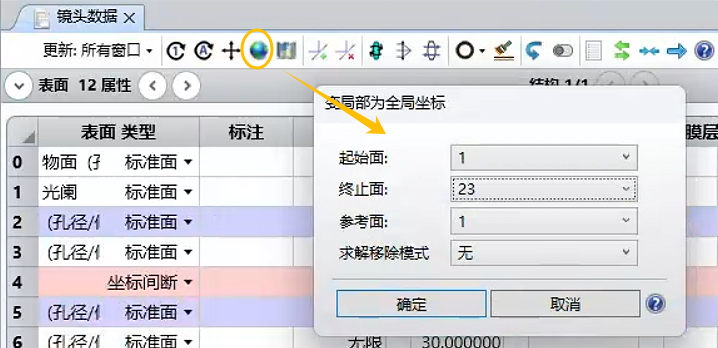 镜头数据
更新: 所有窗口
表面 12 属性
结构 1/1
变局部为全局坐标
起始面: 1
终止面: 23
参考面: 1
求解移除模式 无
确定 取消
表面 类型 标注 膜层
0 物面 (孔 标准面
1 光阑 标准面
2 (孔径/ 标准面
3 (孔径/ 标准面
4 坐标间断
5 (孔径/ 标准面
6 (孔径/ 标准面 无限 30.000000